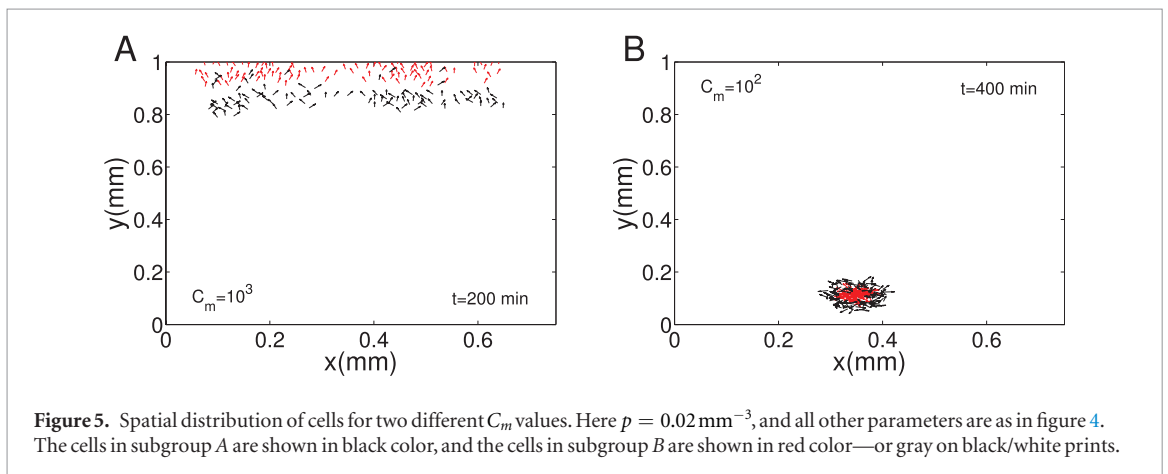 A
B
1
0.8
0.6
0.4
0.2
0
y(mm)
C_m=10^3
t=200 min
0 0.2 0.4 0.6
x(mm)
1
0.8
0.6
0.4
0.2
0
y(mm)
C_m=10^2
t=400 min
0 0.2 0.4 0.6
x(mm)
Figure 5. Spatial distribution of cells for two different C_m values. Here p = 0.02 mm^−3, and all other parameters are as in figure 4.
The cells in subgroup A are shown in black color, and the cells in subgroup B are shown in red color—or gray on black/white prints.